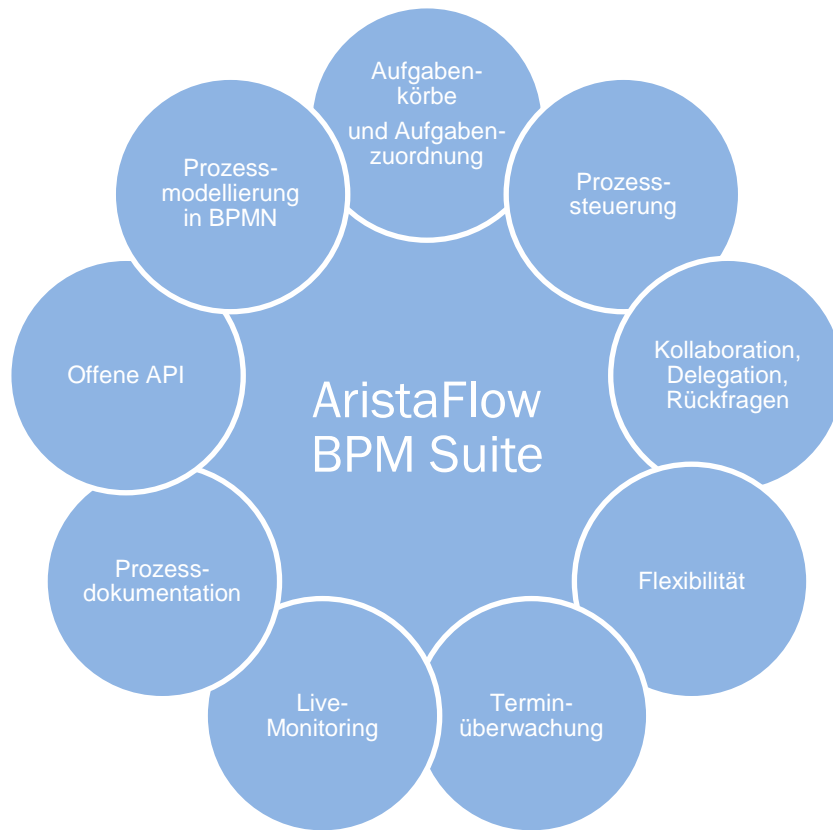 Aufgaben-
körbe
und Aufgaben-
zuordnung
Prozess-
steuerung
Kollaboration,
Delegation,
Rückfragen
Flexibilität
Termin-
überwachung
Live-
Monitoring
Prozess-
dokumentation
Offene API
Prozess-
modellierung
in BPMN
AristaFlow
BPM Suite